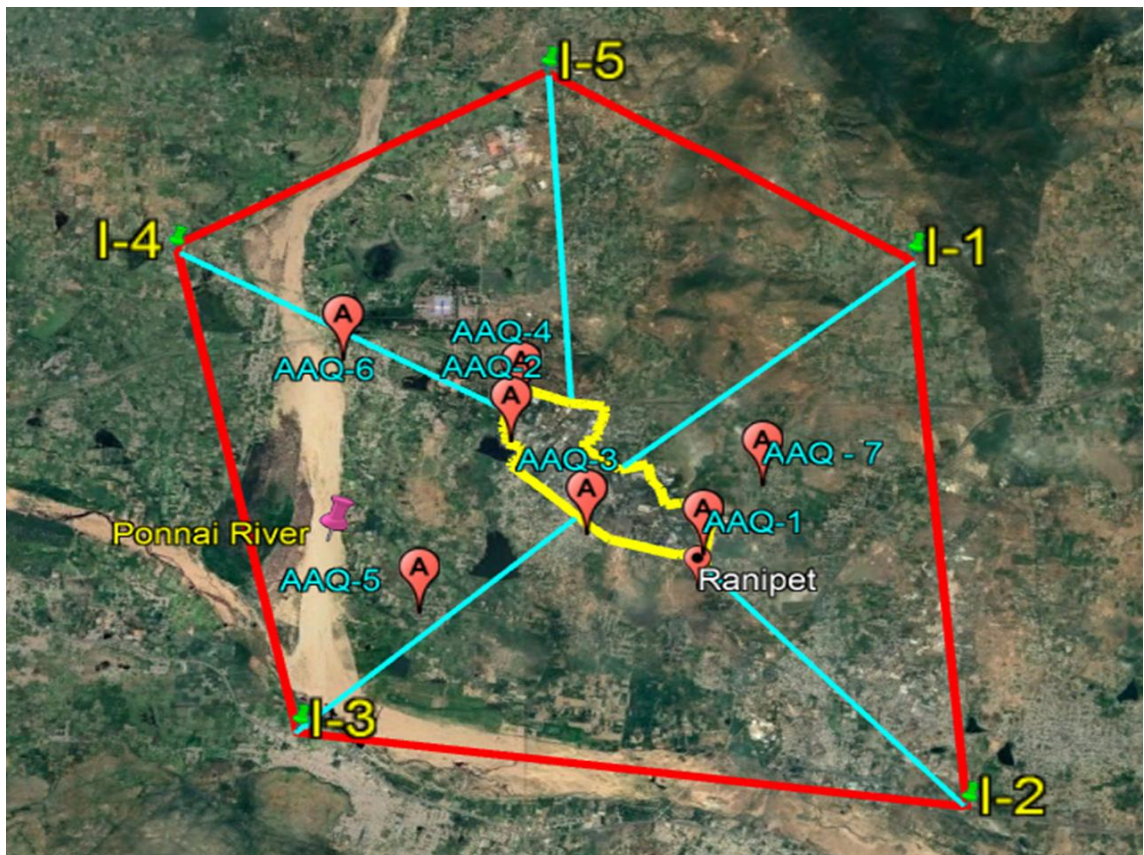 I-5
I-4
I-1
AAQ-4
AAQ-6
AAQ-2
AAQ-3
AAQ - 7
AAQ-1
Ponnai River
AAQ-5
Ranipet
I-3
I-2
A
A
A
A
A
A
A